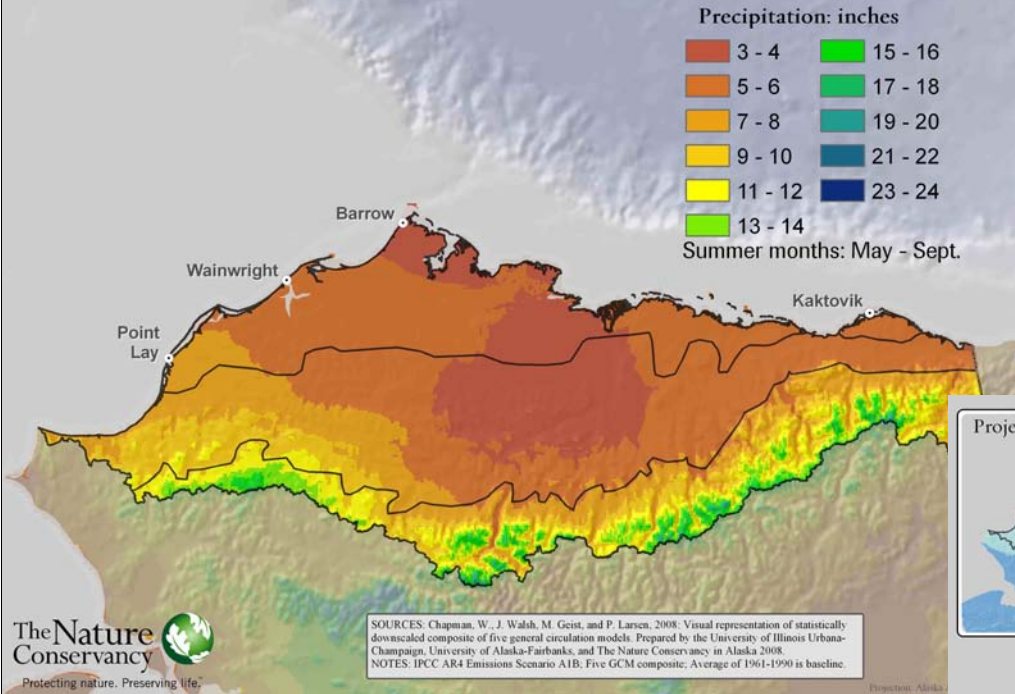 Precipitation: inches
3 - 4
5 - 6
7 - 8
9 - 10
11 - 12
13 - 14
15 - 16
17 - 18
19 - 20
21 - 22
23 - 24
Summer months: May - Sept.
Barrow
Wainwright
Point
Lay
Kaktovik
Proje
The Nature
Conservancy
Protecting nature. Preserving life.™
SOURCES: Chapman, W., J. Walsh, M. Geist, and P. Larsen, 2008: Visual representation of statistically
downscaled composite of five general circulation models. Prepared by the University of Illinois Urbana-
Champaign, University of Alaska-Fairbanks, and The Nature Conservancy in Alaska 2008.
NOTES: IPCC AR4 Emissions Scenario A1B; Five GCM composite; Average of 1961-1990 is baseline.
Projection: Alaska